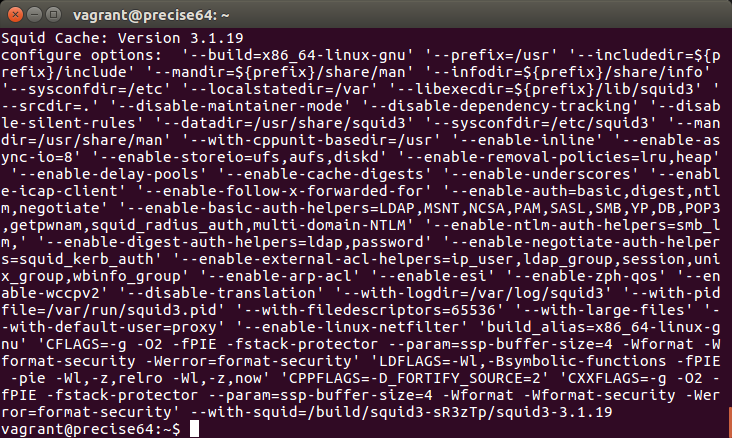 vagrant@precise64: ~
Squid Cache: Version 3.1.19
configure options:  '--build=x86_64-linux-gnu' '--prefix=/usr' '--includedir=${p
refix}/include' '--mandir=${prefix}/share/man' '--infodir=${prefix}/share/info'
'--sysconfdir=/etc' '--localstatedir=/var' '--libexecdir=${prefix}/lib/squid3' '
--srcdir=.' '--disable-maintainer-mode' '--disable-dependency-tracking' '--disab
le-silent-rules' '--datadir=/usr/share/squid3' '--sysconfdir=/etc/squid3' '--man
dir=/usr/share/man' '--with-cppunit-basedir=/usr' '--enable-inline' '--enable-as
ync-io=8' '--enable-storeio=ufs,aufs,diskd' '--enable-removal-policies=lru,heap'
 '--enable-delay-pools' '--enable-cache-digests' '--enable-underscores' '--enabl
e-icap-client' '--enable-follow-x-forwarded-for' '--enable-auth=basic,digest,ntl
m,negotiate' '--enable-basic-auth-helpers=LDAP,MSNT,NCSA,PAM,SASL,SMB,YP,DB,POP3
,getpwnam,squid_radius_auth,multi-domain-NTLM' '--enable-ntlm-auth-helpers=smb_l
m,' '--enable-digest-auth-helpers=ldap,password' '--enable-negotiate-auth-helper
s=squid_kerb_auth' '--enable-external-acl-helpers=ip_user,ldap_group,session,uni
x_group,wbinfo_group' '--enable-arp-acl' '--enable-esi' '--enable-zph-qos' '--en
able-wccpv2' '--disable-translation' '--with-logdir=/var/log/squid3' '--with-pid
file=/var/run/squid3.pid' '--with-filedescriptors=65536' '--with-large-files' '-
-with-default-user=proxy' '--enable-linux-netfilter' 'build_alias=x86_64-linux-g
nu' 'CFLAGS=-g -O2 -fPIE -fstack-protector --param=ssp-buffer-size=4 -Wformat -W
format-security -Werror=format-security' 'LDFLAGS=-Wl,-Bsymbolic-functions -fPIE
 -pie -Wl,-z,relro -Wl,-z,now' 'CPPFLAGS=-D_FORTIFY_SOURCE=2' 'CXXFLAGS=-g -O2 -
fPIE -fstack-protector --param=ssp-buffer-size=4 -Wformat -Wformat-security -Wer
ror=format-security' --with-squid=/build/squid3-sR3zTp/squid3-3.1.19
vagrant@precise64:~$